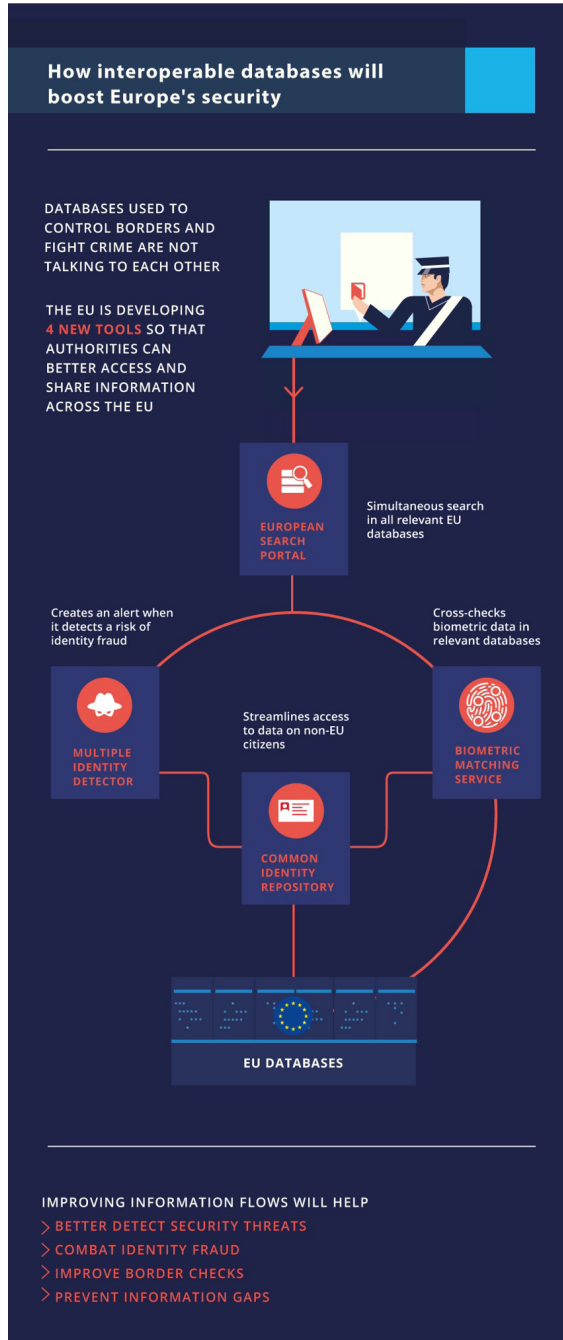 How interoperable databases will
boost Europe's security
DATABASES USED TO
CONTROL BORDERS AND
FIGHT CRIME ARE NOT
TALKING TO EACH OTHER
THE EU IS DEVELOPING
4 NEW TOOLS SO THAT
AUTHORITIES CAN
BETTER ACCESS AND
SHARE INFORMATION
ACROSS THE EU
EUROPEAN
SEARCH
PORTAL
Simultaneous search
in all relevant EU
databases
Creates an alert when
it detects a risk of
identity fraud
MULTIPLE
IDENTITY
DETECTOR
Streamlines access
to data on non-EU
citizens
COMMON
IDENTITY
REPOSITORY
Cross-checks
biometric data in
relevant databases
BIOMETRIC
MATCHING
SERVICE
EU DATABASES
IMPROVING INFORMATION FLOWS WILL HELP
BETTER DETECT SECURITY THREATS
COMBAT IDENTITY FRAUD
IMPROVE BORDER CHECKS
PREVENT INFORMATION GAPS